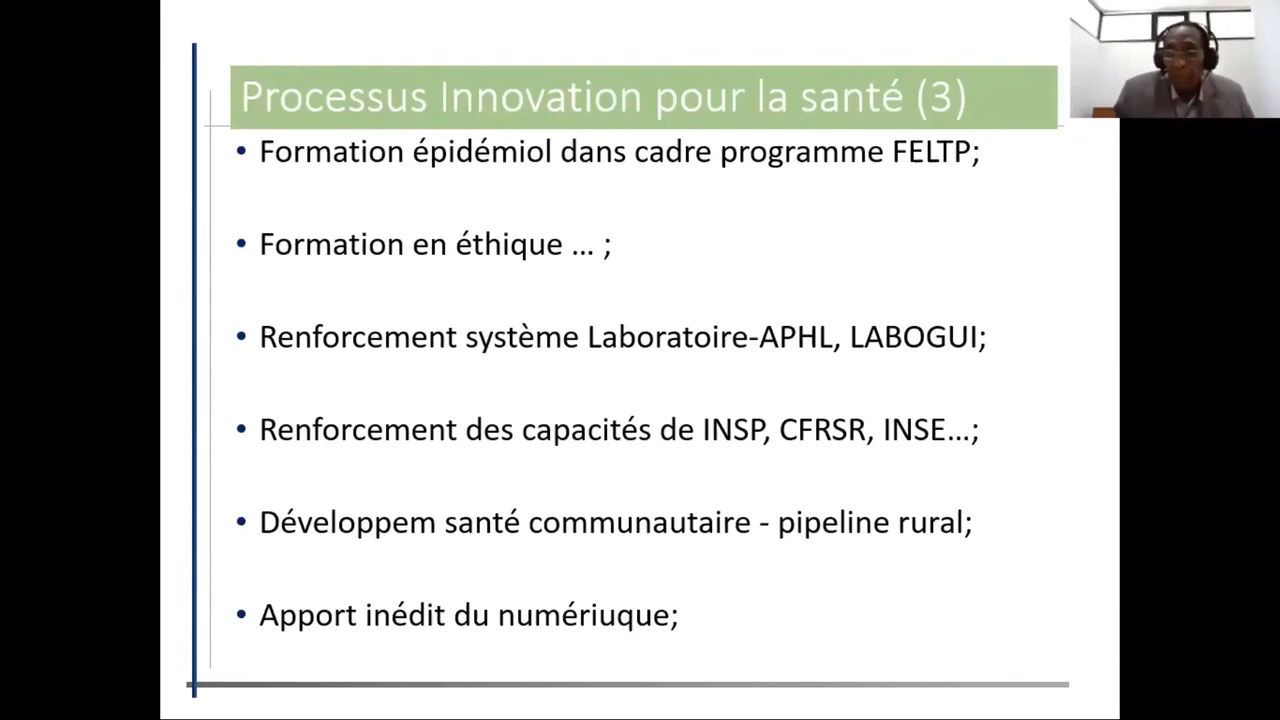 Processus Innovation pour la santé (3)
• Formation épidémiol dans cadre programme FELTP;
• Formation en éthique … ;
• Renforcement système Laboratoire-APHL, LABOGUI;
• Renforcement des capacités de INSP, CFRSR, INSE…;
• Développem santé communautaire - pipeline rural;
• Apport inédit du numériuque;